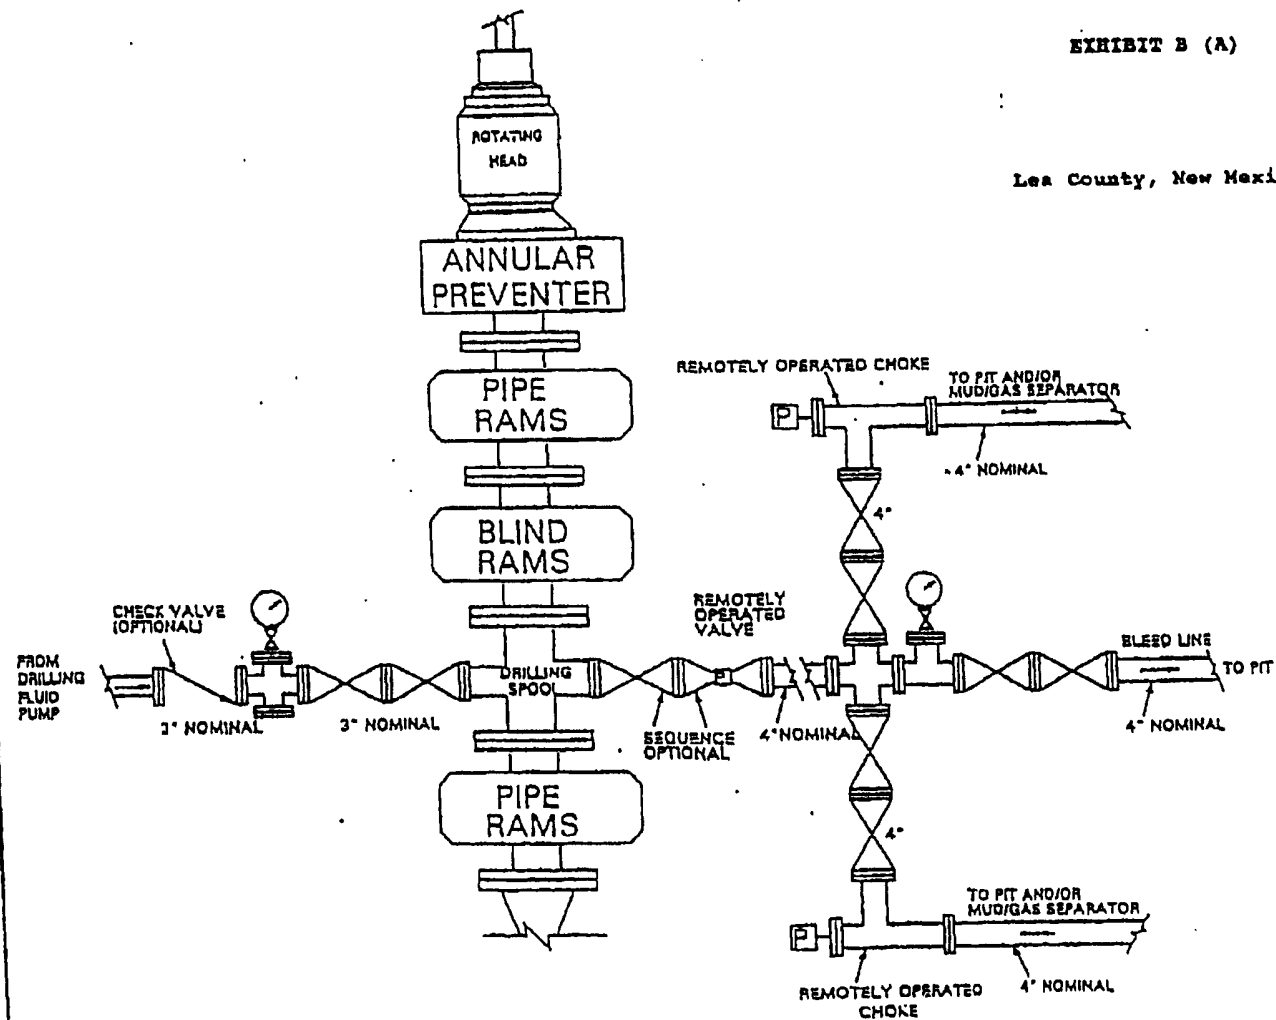 EXHIBIT B (A)
Lea County, New Mexi
ROTATING
HEAD
ANNULAR
PREVENTER
PIPE
RAMS
BLIND
RAMS
REMOTELY OPERATED CHOKE
TO PIT AND/OR
MUD/GAS SEPARATOR
4" NOMINAL
4"
CHECK VALVE
(OPTIONAL)
FROM
DRILLING
FLUID
PUMP
3" NOMINAL
3" NOMINAL
DRILLING
SPOOL
REMOTELY
OPERATED
VALVE
SEQUENCE
OPTIONAL
4" NOMINAL
BLEED LINE
TO PIT
4" NOMINAL
PIPE
RAMS
4"
TO PIT AND/OR
MUD/GAS SEPARATOR
P
P
REMOTELY OPERATED
CHOKE
4" NOMINAL